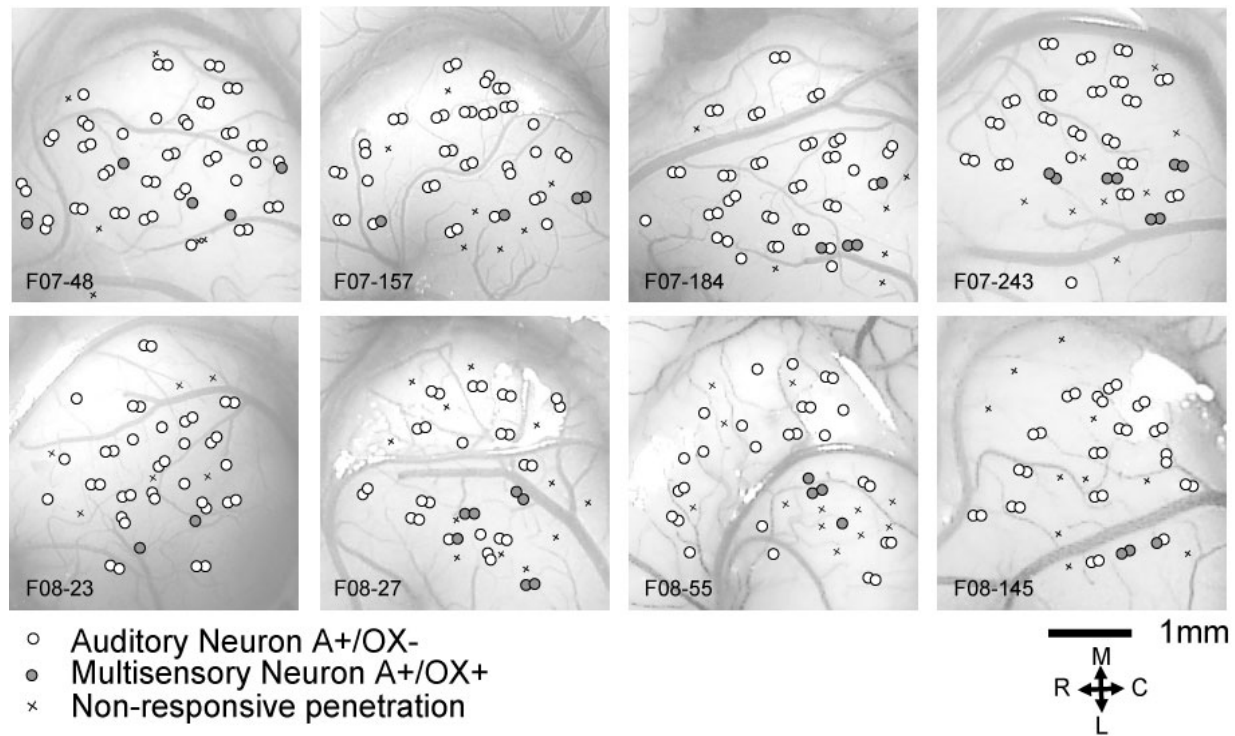 F07-48
F07-157
F07-184
F07-243
F08-23
F08-27
F08-55
F08-145
Auditory Neuron A+/OX-
Multisensory Neuron A+/OX+
Non-responsive penetration
1mm
M
R C
L